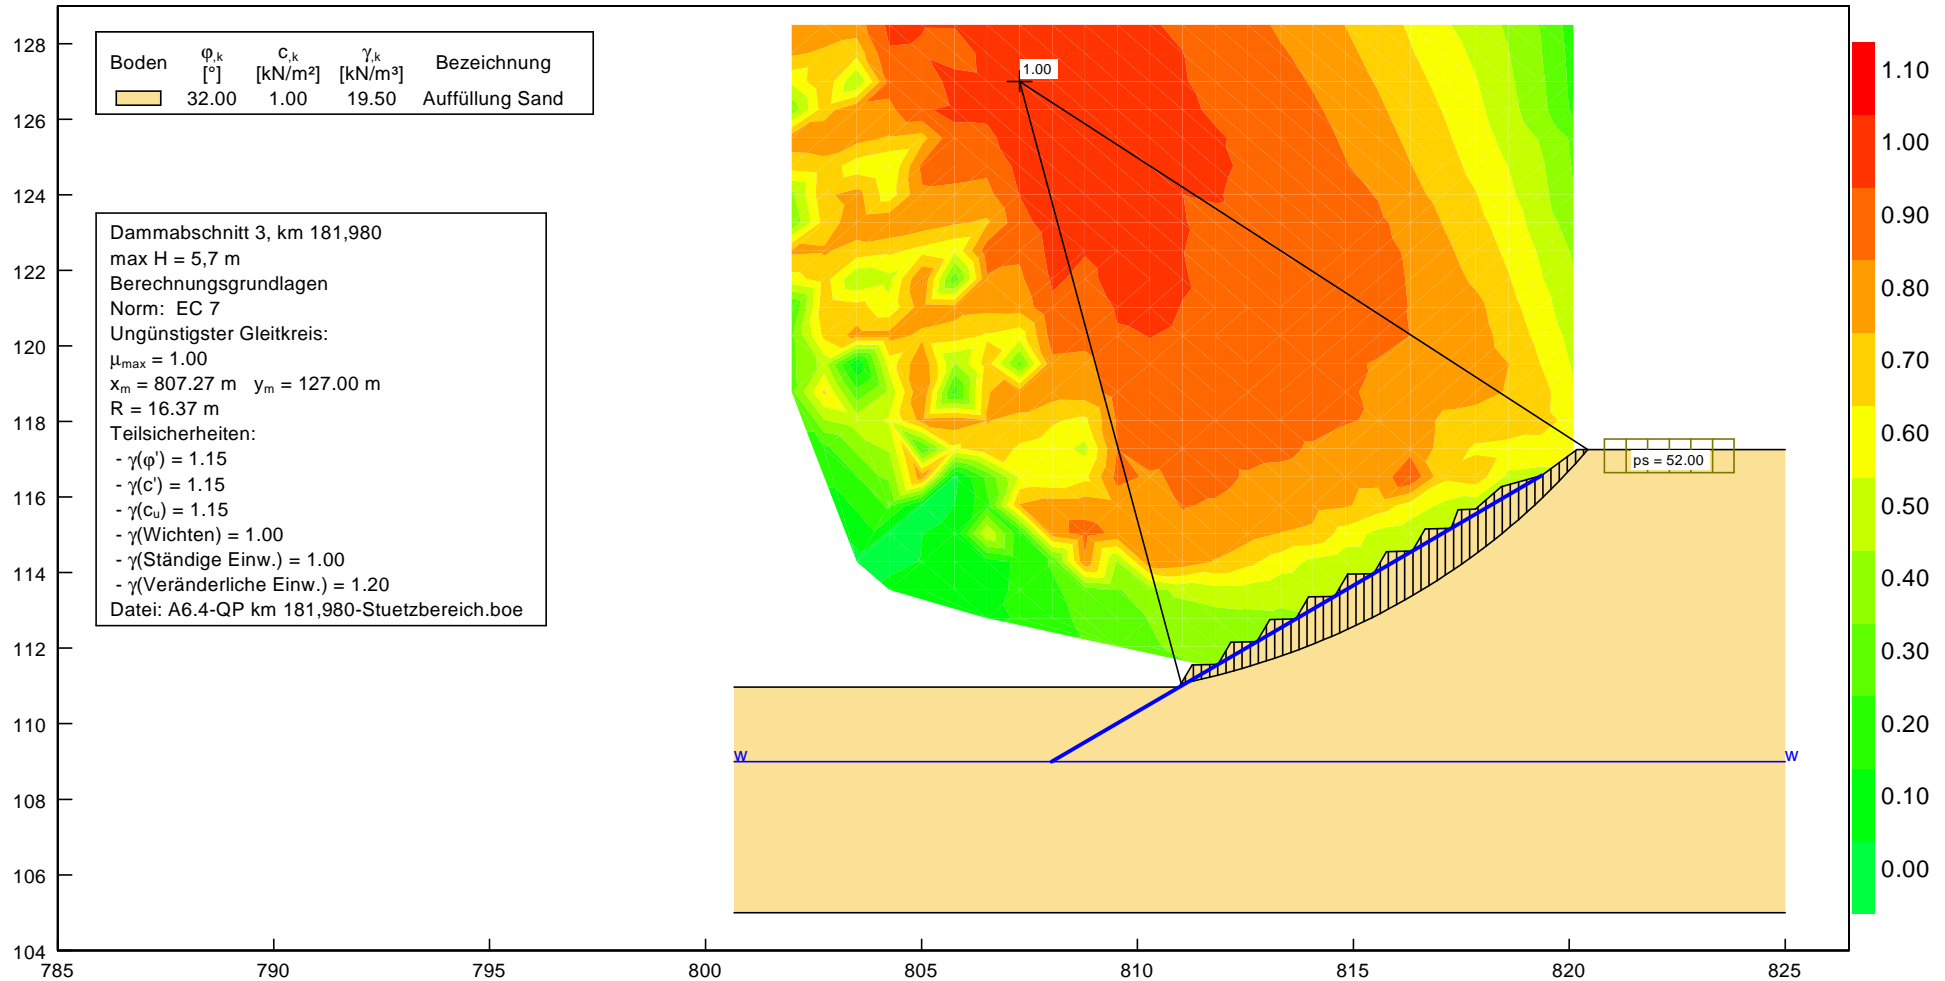 Boden φ,k [°] c,k [kN/m²] γ,k [kN/m³] Bezeichnung
32.00 1.00 19.50 Auffüllung Sand
Dammabschnitt 3, km 181,980
max H = 5,7 m
Berechnungsgrundlagen
Norm: EC 7
Ungünstigster Gleitkreis:
μmax = 1.00
xm = 807.27 m ym = 127.00 m
R = 16.37 m
Teilsicherheiten:
- γ(φ') = 1.15
- γ(c') = 1.15
- γ(cu) = 1.15
- γ(Wichten) = 1.00
- γ(Ständige Einw.) = 1.00
- γ(Veränderliche Einw.) = 1.20
Datei: A6.4-QP km 181,980-Stuetzbereich.boe
1.00
ps = 52.00
w
w
128
126
124
122
120
118
116
114
112
110
108
106
104
785 790 795 800 805 810 815 820 825
1.10
1.00
0.90
0.80
0.70
0.60
0.50
0.40
0.30
0.20
0.10
0.00